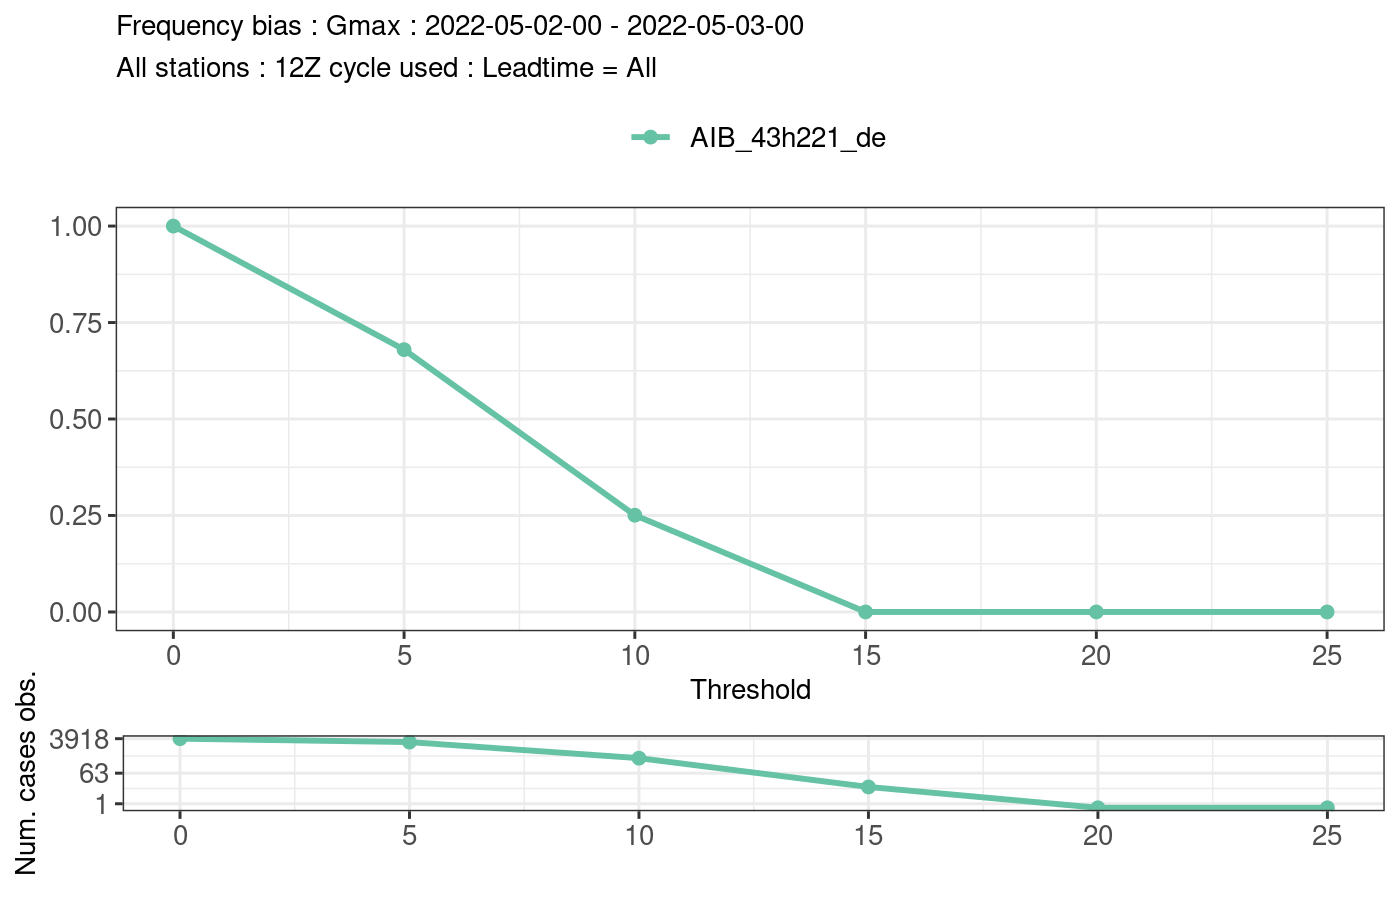 Frequency bias : Gmax : 2022-05-02-00 - 2022-05-03-00
All stations : 12Z cycle used : Leadtime = All
AIB_43h221_de
1.00
0.75
0.50
0.25
0.00
0 5 10 15 20 25
Threshold
Num. cases obs.
3918
63
1
0 5 10 15 20 25